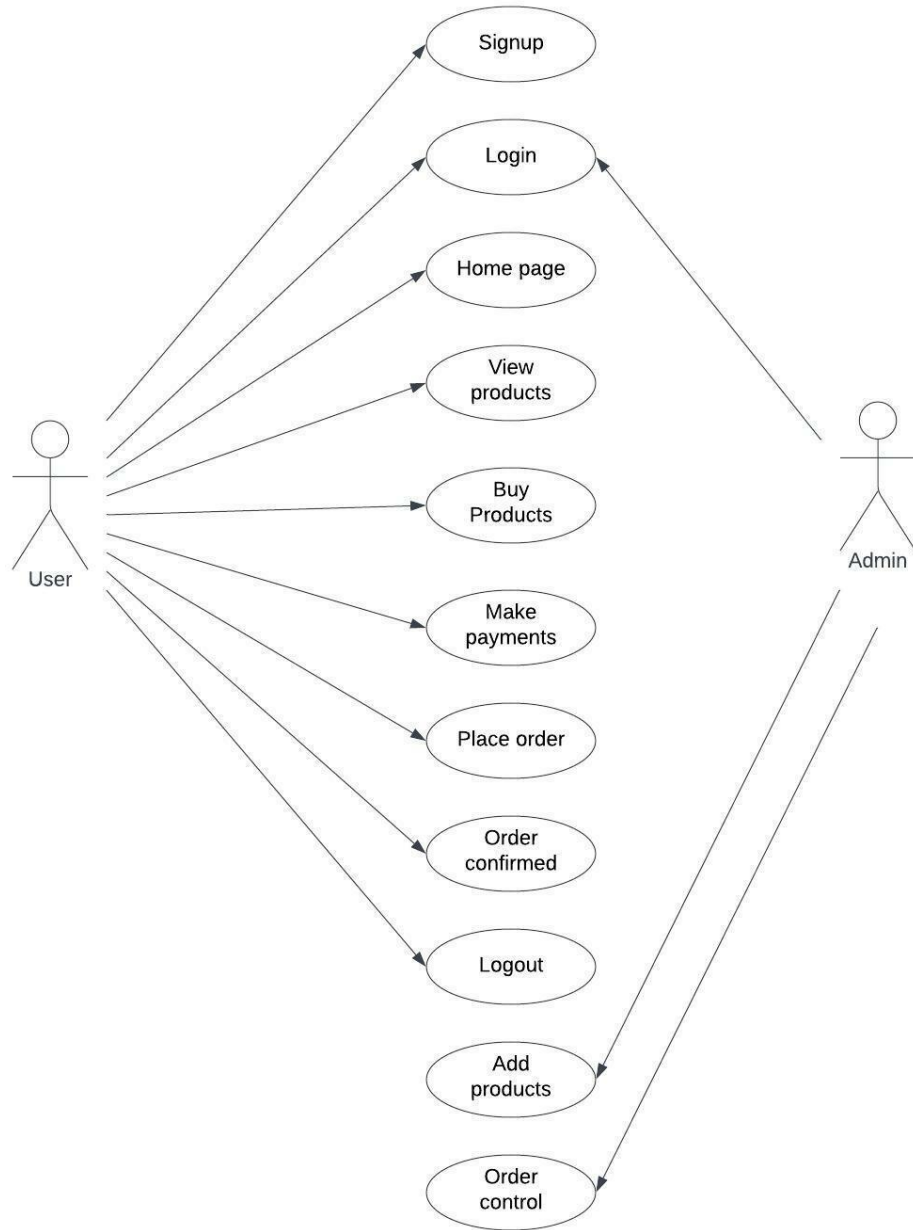 Signup
Login
Home page
View
products
Buy
Products
User
Admin
Make
payments
Place order
Order
confirmed
Logout
Add
products
Order
control